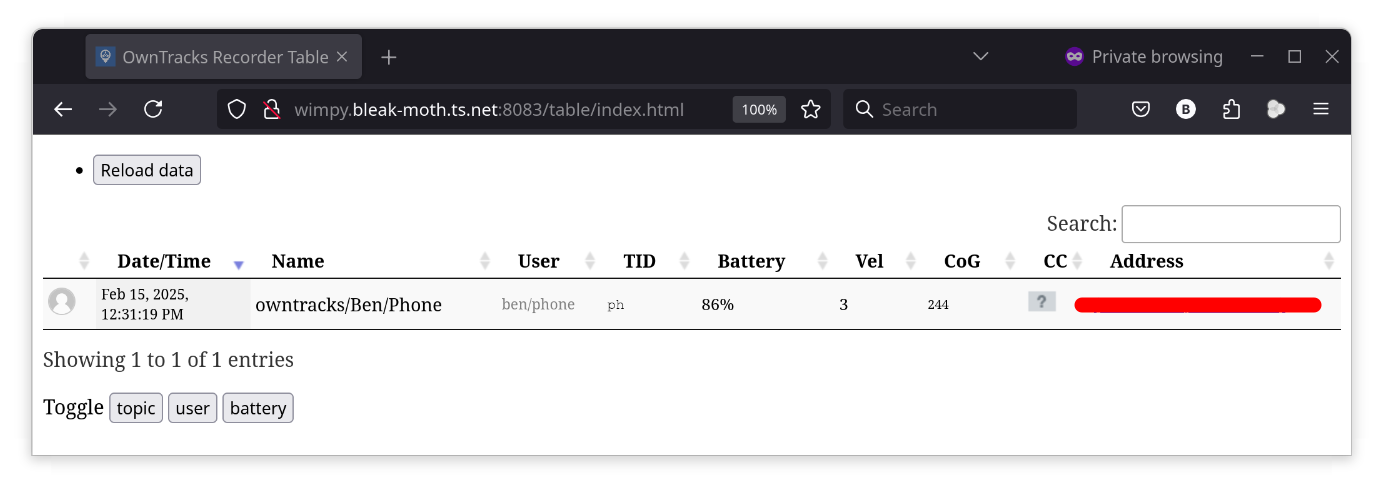 OwnTracks Recorder Table
Private browsing
wimpy.bleak-moth.ts.net:8083/table/index.html
100%
Search
B
Reload data
Search:
Date/Time Name User TID Battery Vel CoG CC Address
Feb 15, 2025,
12:31:19 PM
owntracks/Ben/Phone ben/phone ph 86% 3 244 ?
Showing 1 to 1 of 1 entries
Toggle topic user battery